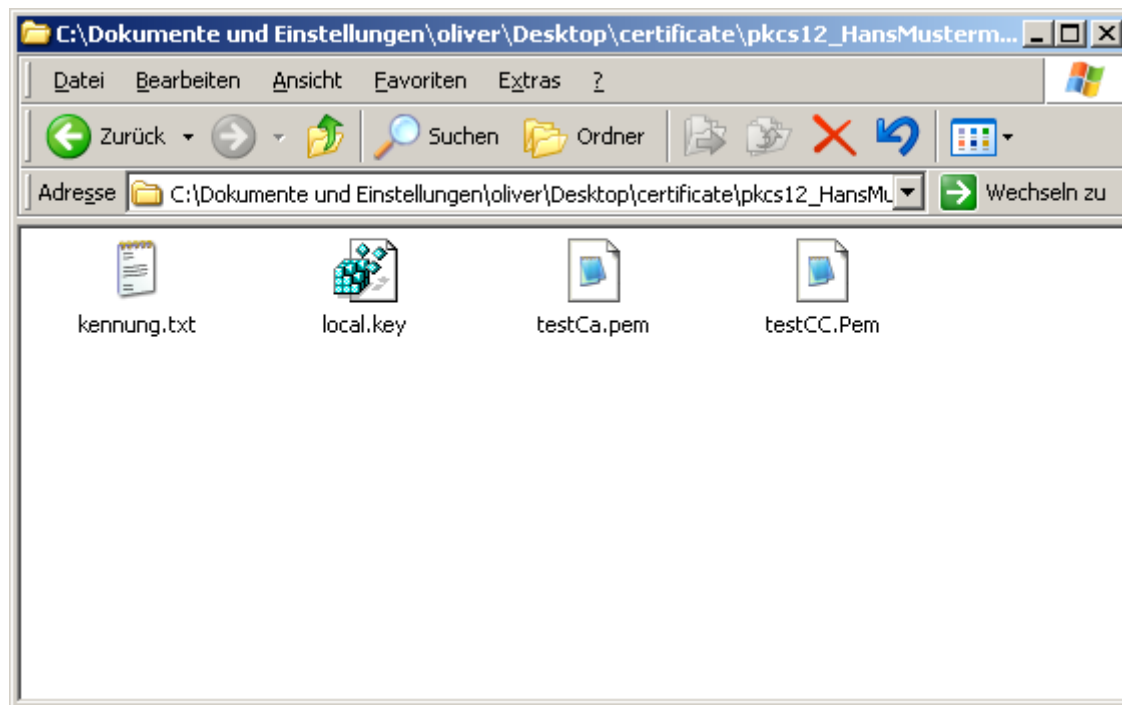 C:\Dokumente und Einstellungen\oliver\Desktop\certificate\pkcs12_HansMusterm...
Datei Bearbeiten Ansicht Favoriten Extras ?
Zurück Suchen Ordner
Adresse C:\Dokumente und Einstellungen\oliver\Desktop\certificate\pkcs12_HansMu Wechseln zu
kennung.txt local.key testCa.pem testCC.Pem